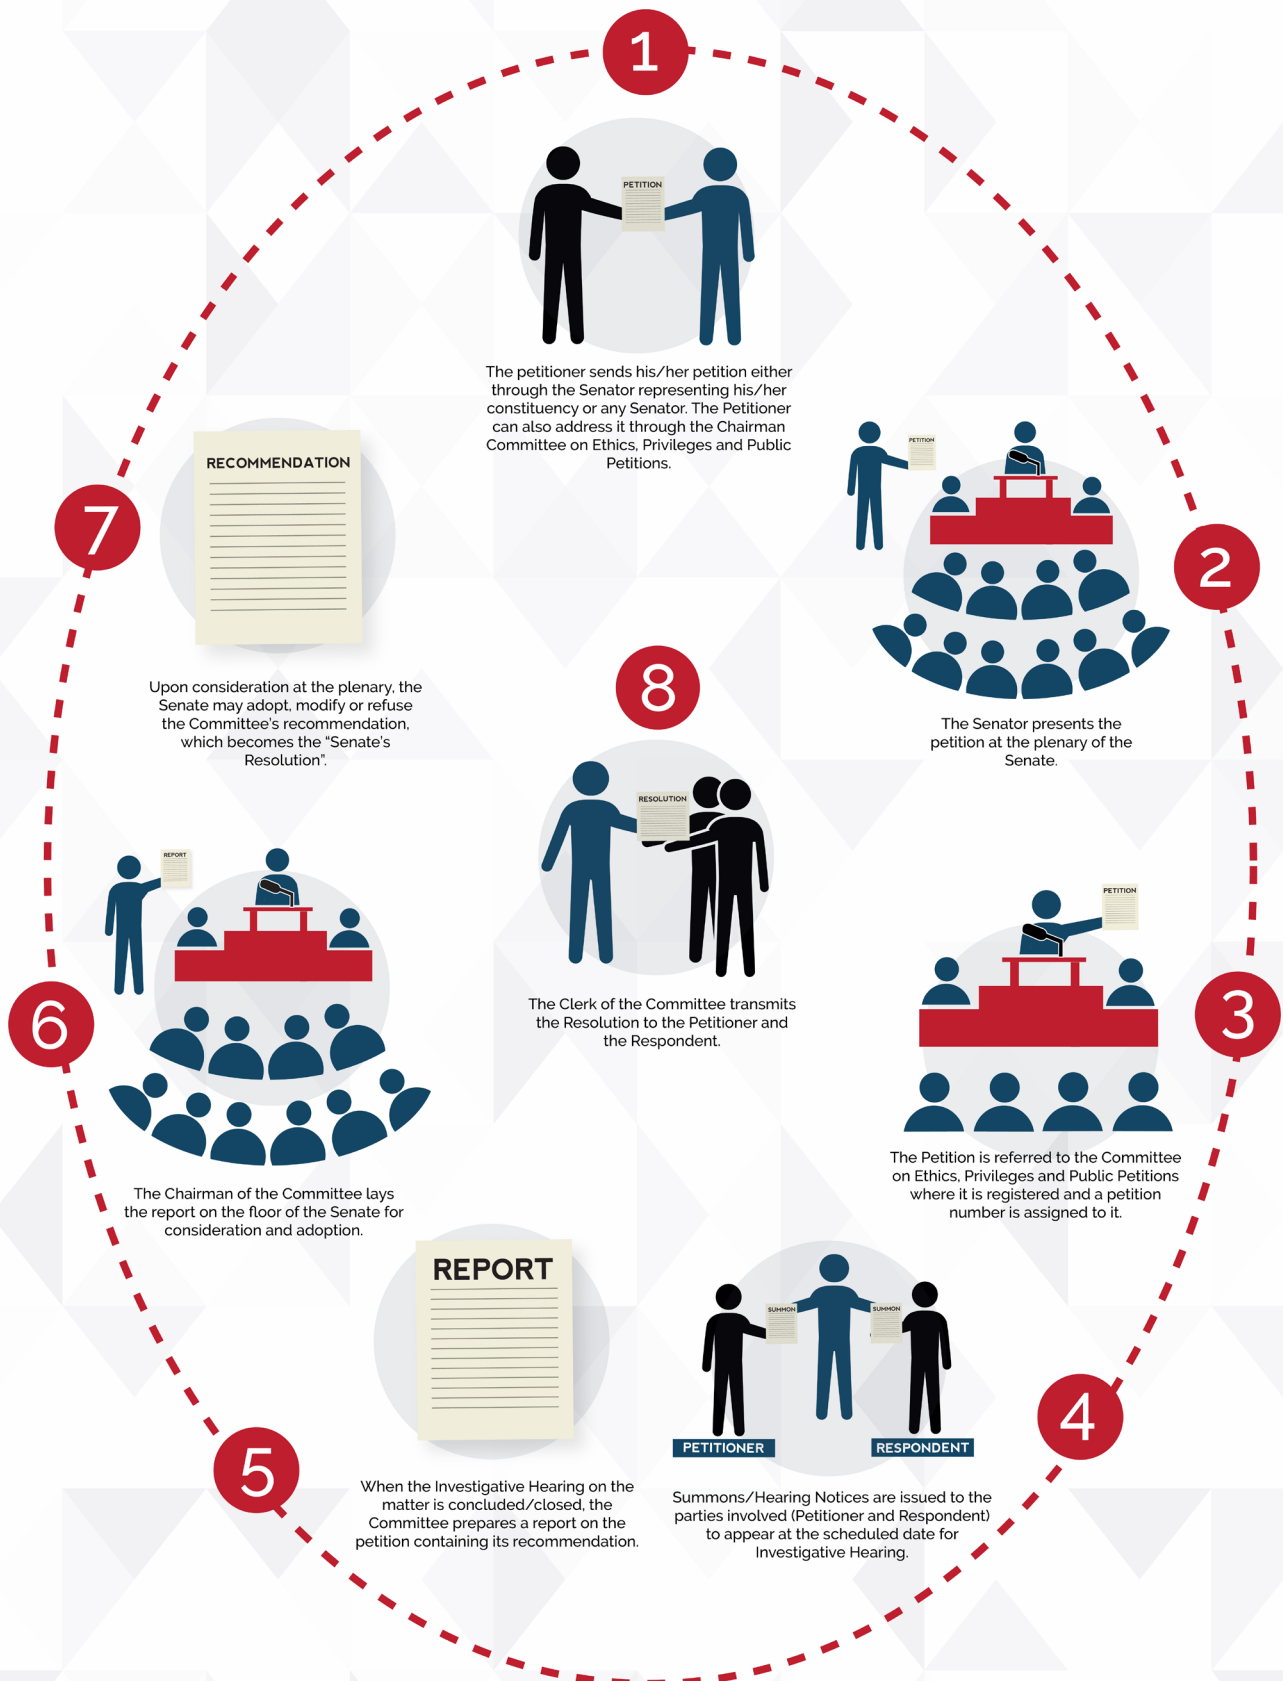 1
PETITION
The petitioner sends his/her petition either
through the Senator representing his/her
constituency or any Senator. The Petitioner
can also address it through the Chairman
Committee on Ethics, Privileges and Public
Petitions.
2
PETITION
The Senator presents the
petition at the plenary of the
Senate.
3
PETITION
The Petition is referred to the Committee
on Ethics, Privileges and Public Petitions
where it is registered and a petition
number is assigned to it.
4
SUMMON
SUMMON
PETITIONER
RESPONDENT
Summons/Hearing Notices are issued to the
parties involved (Petitioner and Respondent)
to appear at the scheduled date for
Investigative Hearing.
5
REPORT
When the Investigative Hearing on the
matter is concluded/closed, the
Committee prepares a report on the
petition containing its recommendation.
6
REPORT
The Chairman of the Committee lays
the report on the floor of the Senate for
consideration and adoption.
7
RECOMMENDATION
Upon consideration at the plenary, the
Senate may adopt, modify or refuse
the Committee's recommendation,
which becomes the “Senate's
Resolution”.
8
RESOLUTION
The Clerk of the Committee transmits
the Resolution to the Petitioner and
the Respondent.